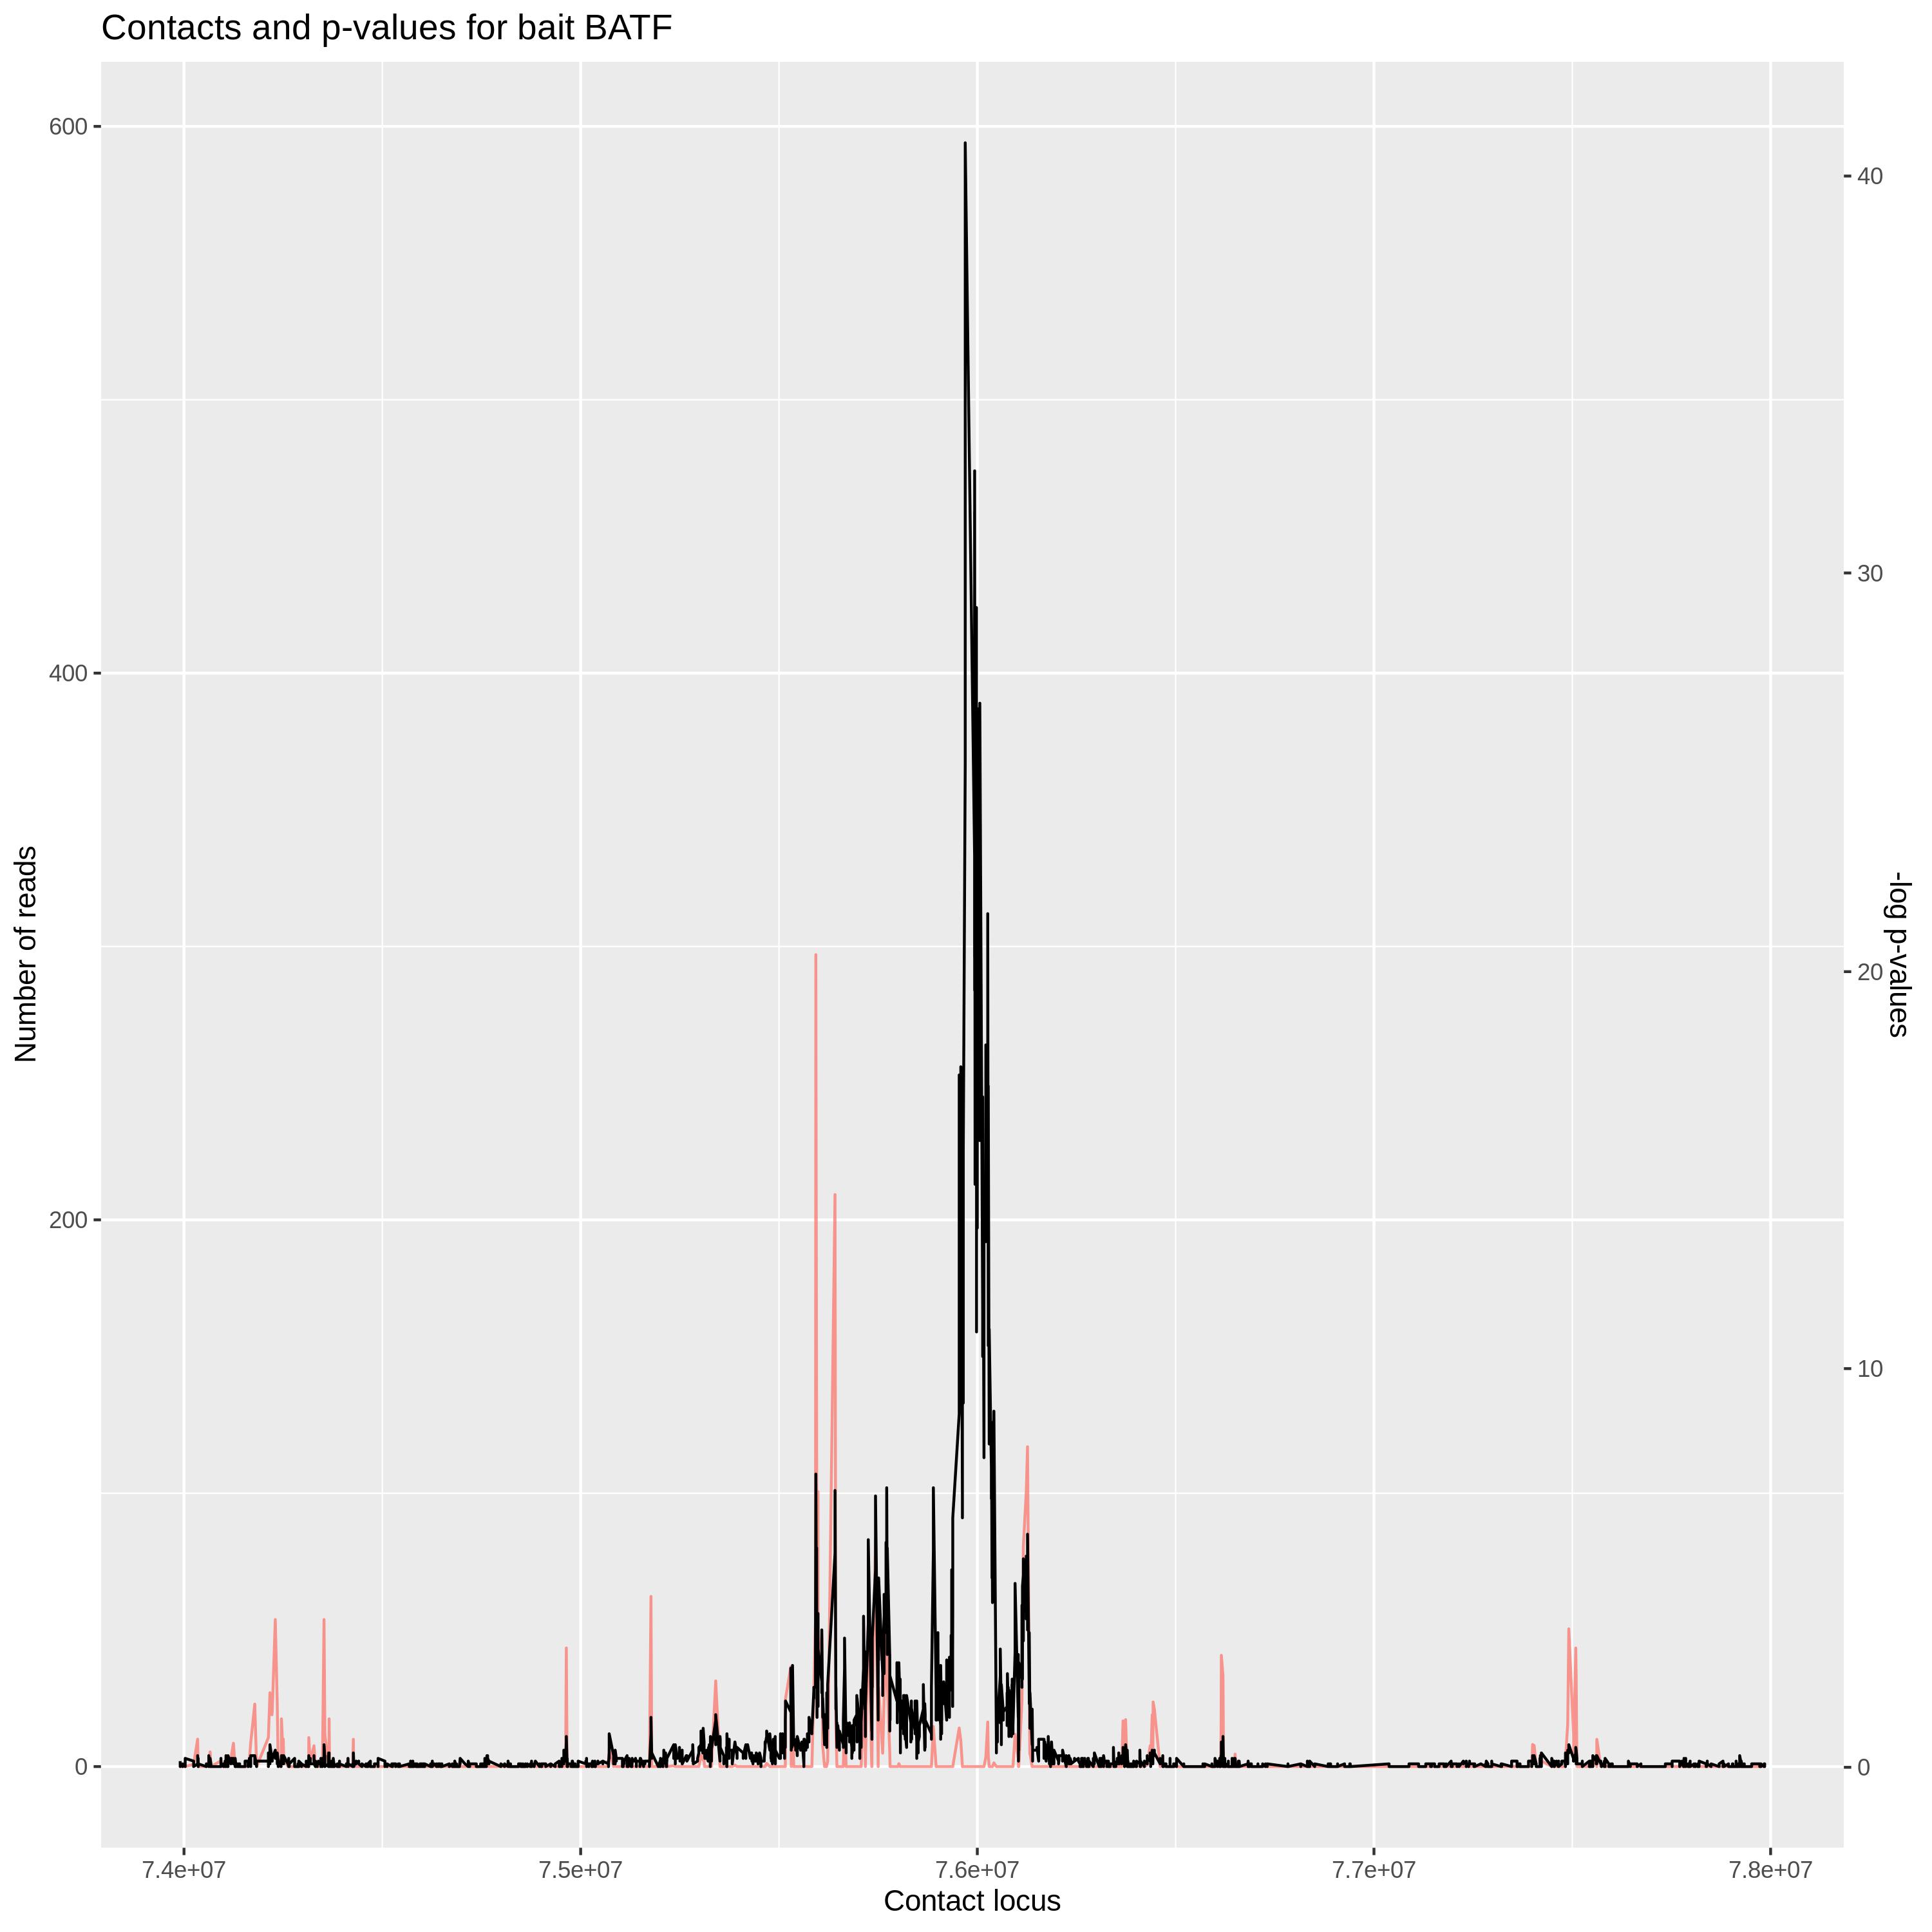 Contacts and p-values for bait BATF
600
400
200
0
Number of reads
40
30
20
10
0
-log p-values
7.4e+07
7.5e+07
7.6e+07
7.7e+07
7.8e+07
Contact locus